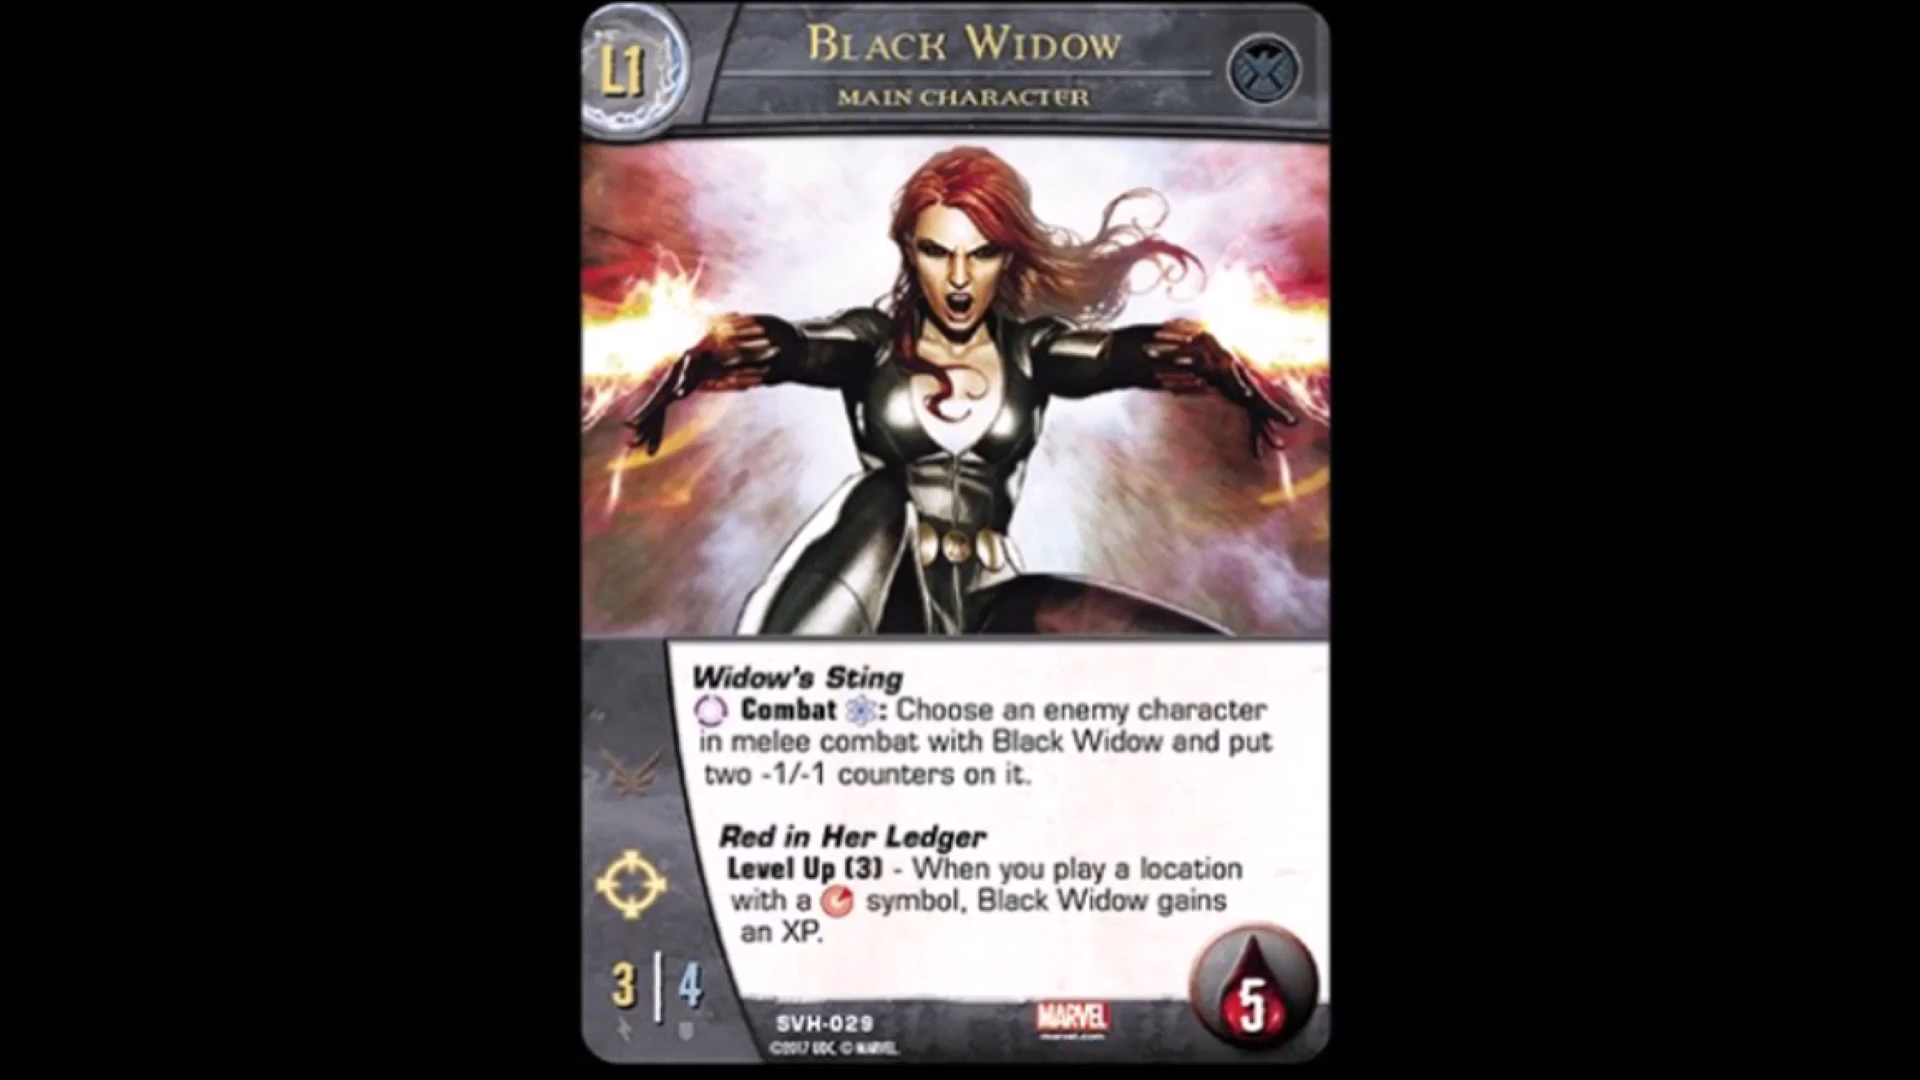 L1
BLACK WIDOW
MAIN CHARACTER
Widow's Sting
Combat : Choose an enemy character
in melee combat with Black Widow and put
two -1/-1 counters on it.
Red in Her Ledger
Level Up (3) - When you play a location
with a symbol, Black Widow gains
an XP.
3 | 4
5
SVH-029
MARVEL
marvel.com
©2017 UDC. © MARVEL